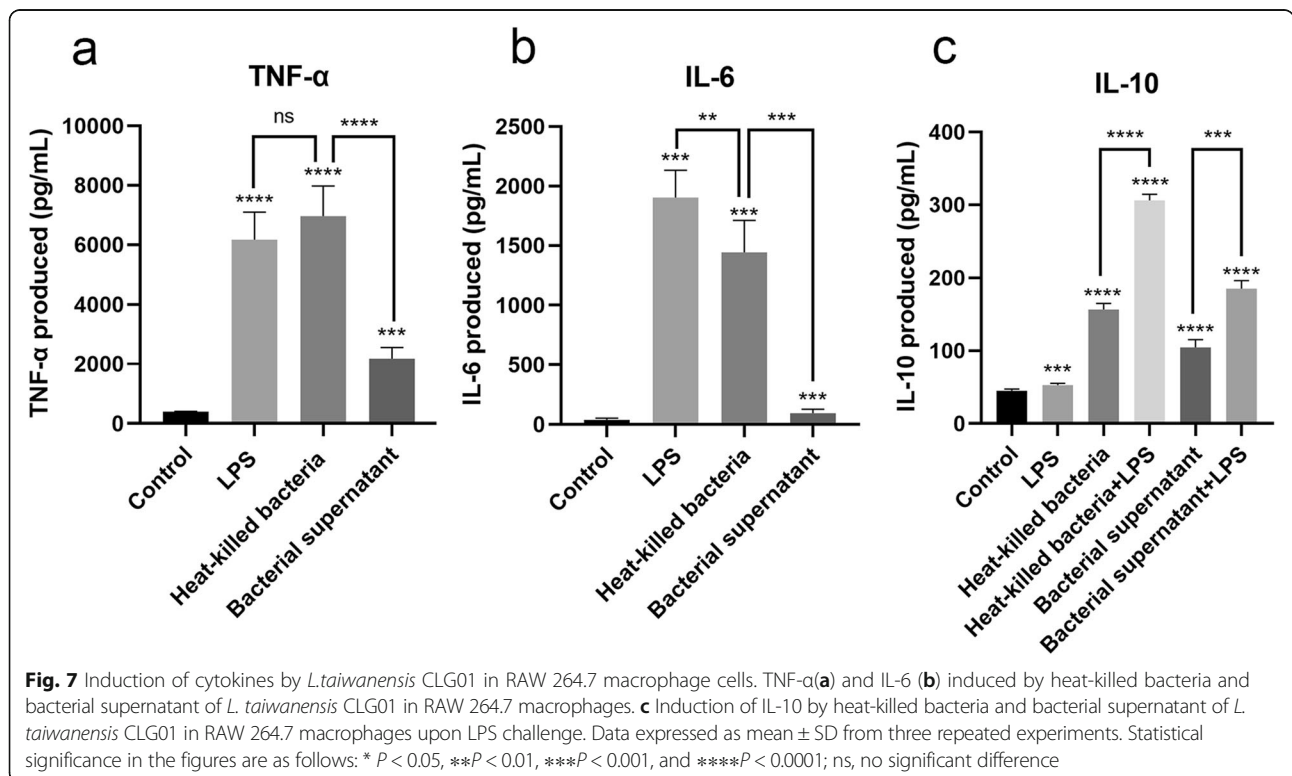 a
TNF-α
TNF-α produced (pg/mL)
10000
8000
6000
4000
2000
0
ns
****
****
****
***
Control
LPS
Heat-killed bacteria
Bacterial supernatant
b
IL-6
IL-6 produced (pg/mL)
2500
2000
1500
1000
500
0
**
***
***
***
***
Control
LPS
Heat-killed bacteria
Bacterial supernatant
c
IL-10
IL-10 produced (pg/mL)
400
300
200
100
0
****
***
***
****
****
****
****
Control
LPS
Heat-killed bacteria
Heat-killed bacteria+LPS
Bacterial supernatant
Bacterial supernatant+LPS
Fig. 7 Induction of cytokines by L.taiwanensis CLG01 in RAW 264.7 macrophage cells. TNF-α(a) and IL-6 (b) induced by heat-killed bacteria and
bacterial supernatant of L. taiwanensis CLG01 in RAW 264.7 macrophages. c Induction of IL-10 by heat-killed bacteria and bacterial supernatant of L.
taiwanensis CLG01 in RAW 264.7 macrophages upon LPS challenge. Data expressed as mean ± SD from three repeated experiments. Statistical
significance in the figures are as follows: * P < 0.05, **P < 0.01, ***P < 0.001, and ****P < 0.0001; ns, no significant difference